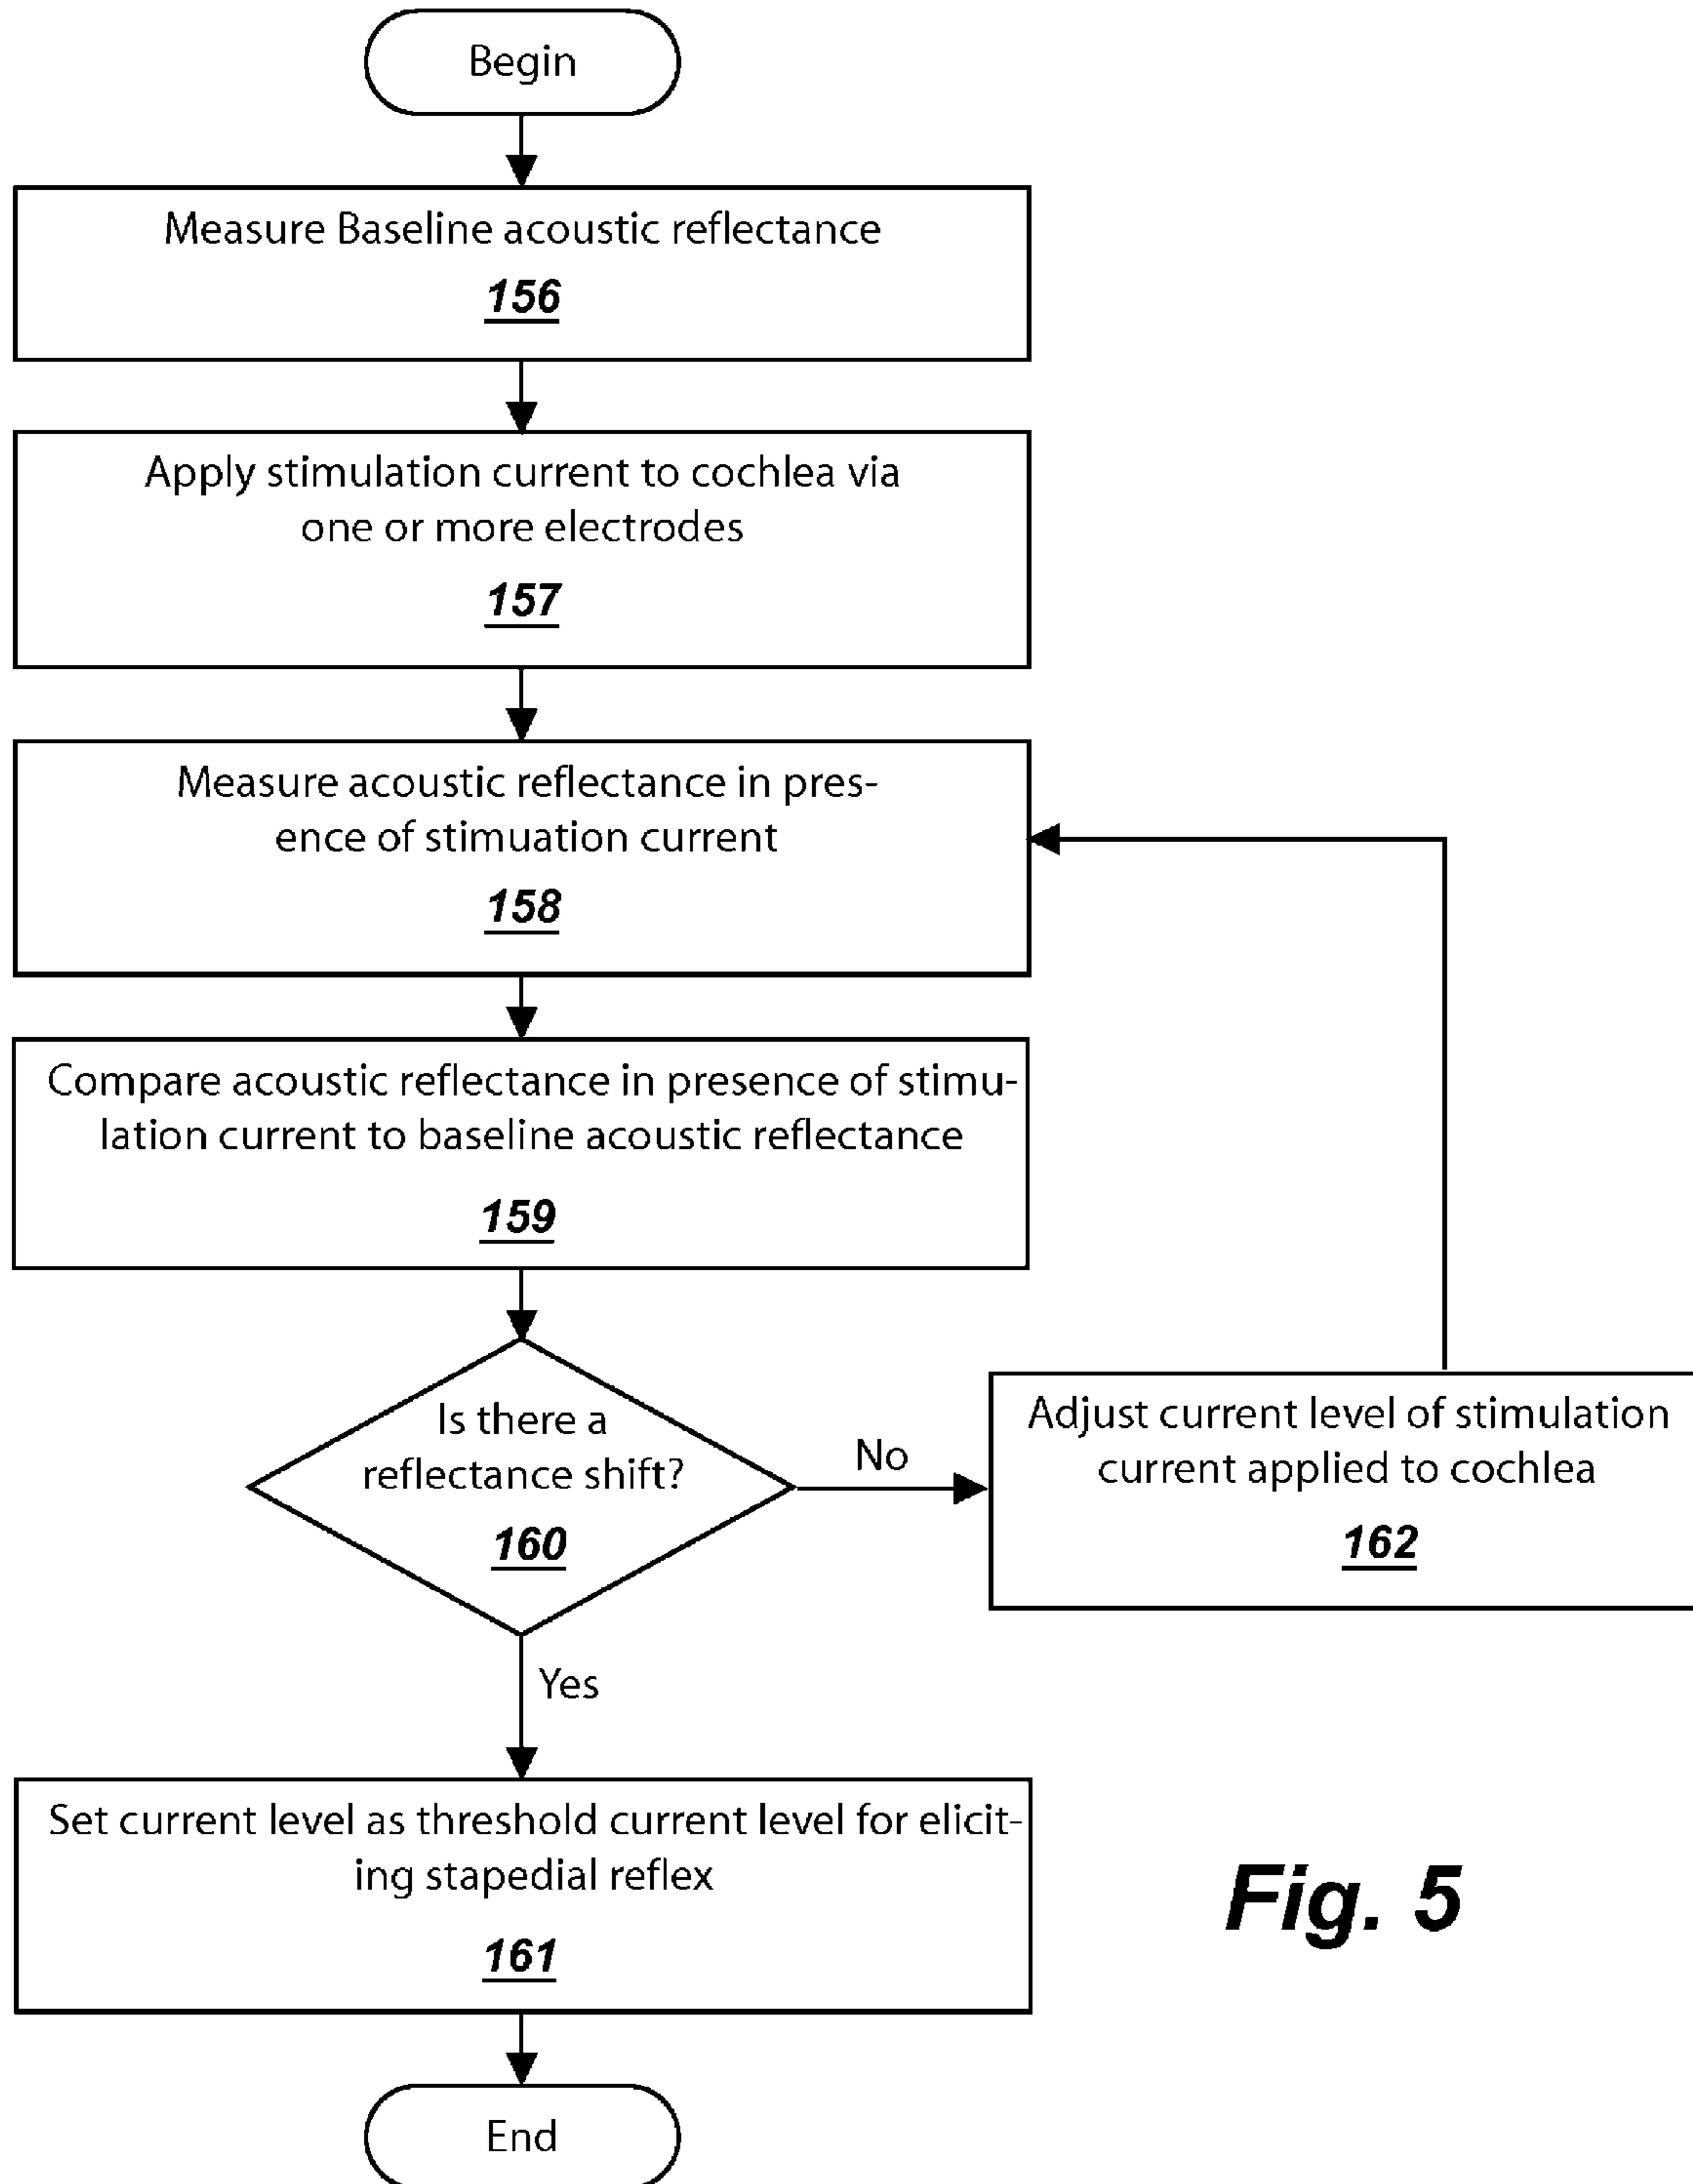 Begin
Measure Baseline acoustic reflectance
156
Apply stimulation current to cochlea via
one or more electrodes
157
Measure acoustic reflectance in pres-
ence of stimuation current
158
Compare acoustic reflectance in presence of stimu-
lation current to baseline acoustic reflectance
159
Is there a
reflectance shift?
160
No
Adjust current level of stimulation
current applied to cochlea
162
Yes
Set current level as threshold current level for elicit-
ing stapedial reflex
161
Fig. 5
End